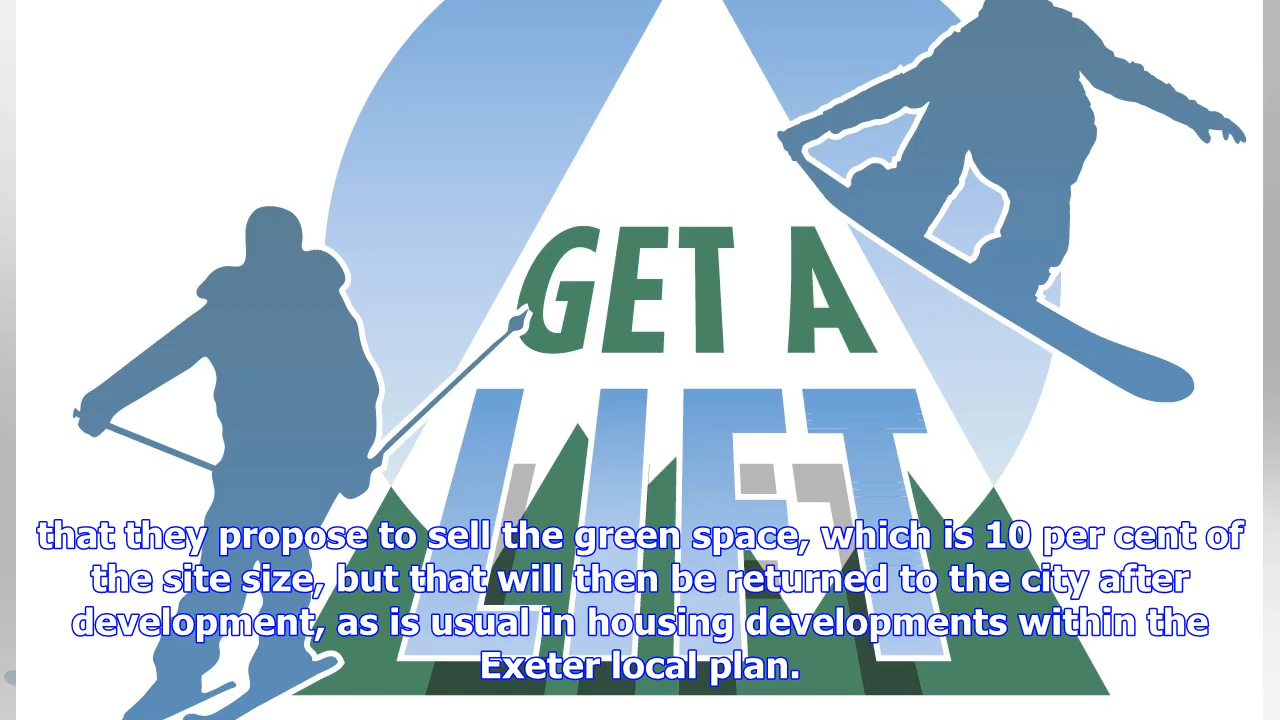 GET A
LIFT
that they propose to sell the green space, which is 10 per cent of
the site size, but that will then be returned to the city after
development, as is usual in housing developments within the
Exeter local plan.